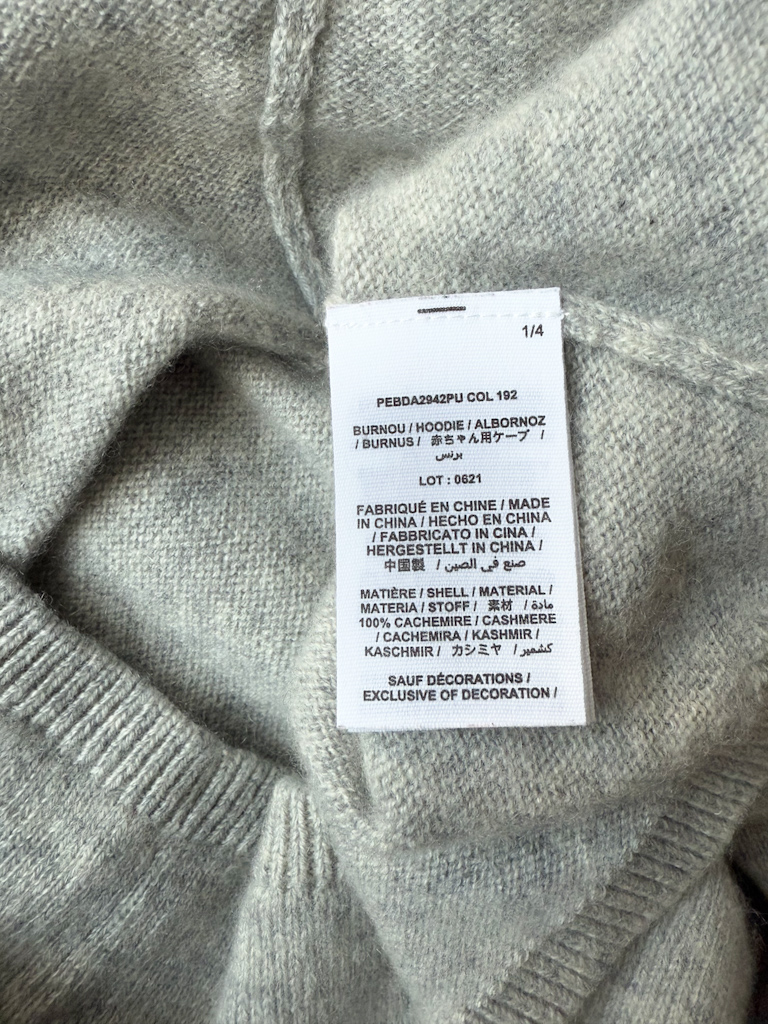 1/4
PEBDA2942PU COL 192
BURNOU / HOODIE / ALBORNOZ
/ BURNUS / 赤ちゃん用ケープ /
برنس
LOT : 0621
FABRIQUÉ EN CHINE / MADE
IN CHINA / HECHO EN CHINA
/ FABBRICATO IN CINA /
HERGESTELLT IN CHINA /
中国製 / صنع في الصين /
MATIÈRE / SHELL / MATERIAL /
MATERIA / STOFF / 素材 / مادة /
100% CACHEMIRE / CASHMERE
/ CACHEMIRA / KASHMIR /
KASCHMIR / カシミヤ / كشمير /
SAUF DÉCORATIONS /
EXCLUSIVE OF DECORATION /